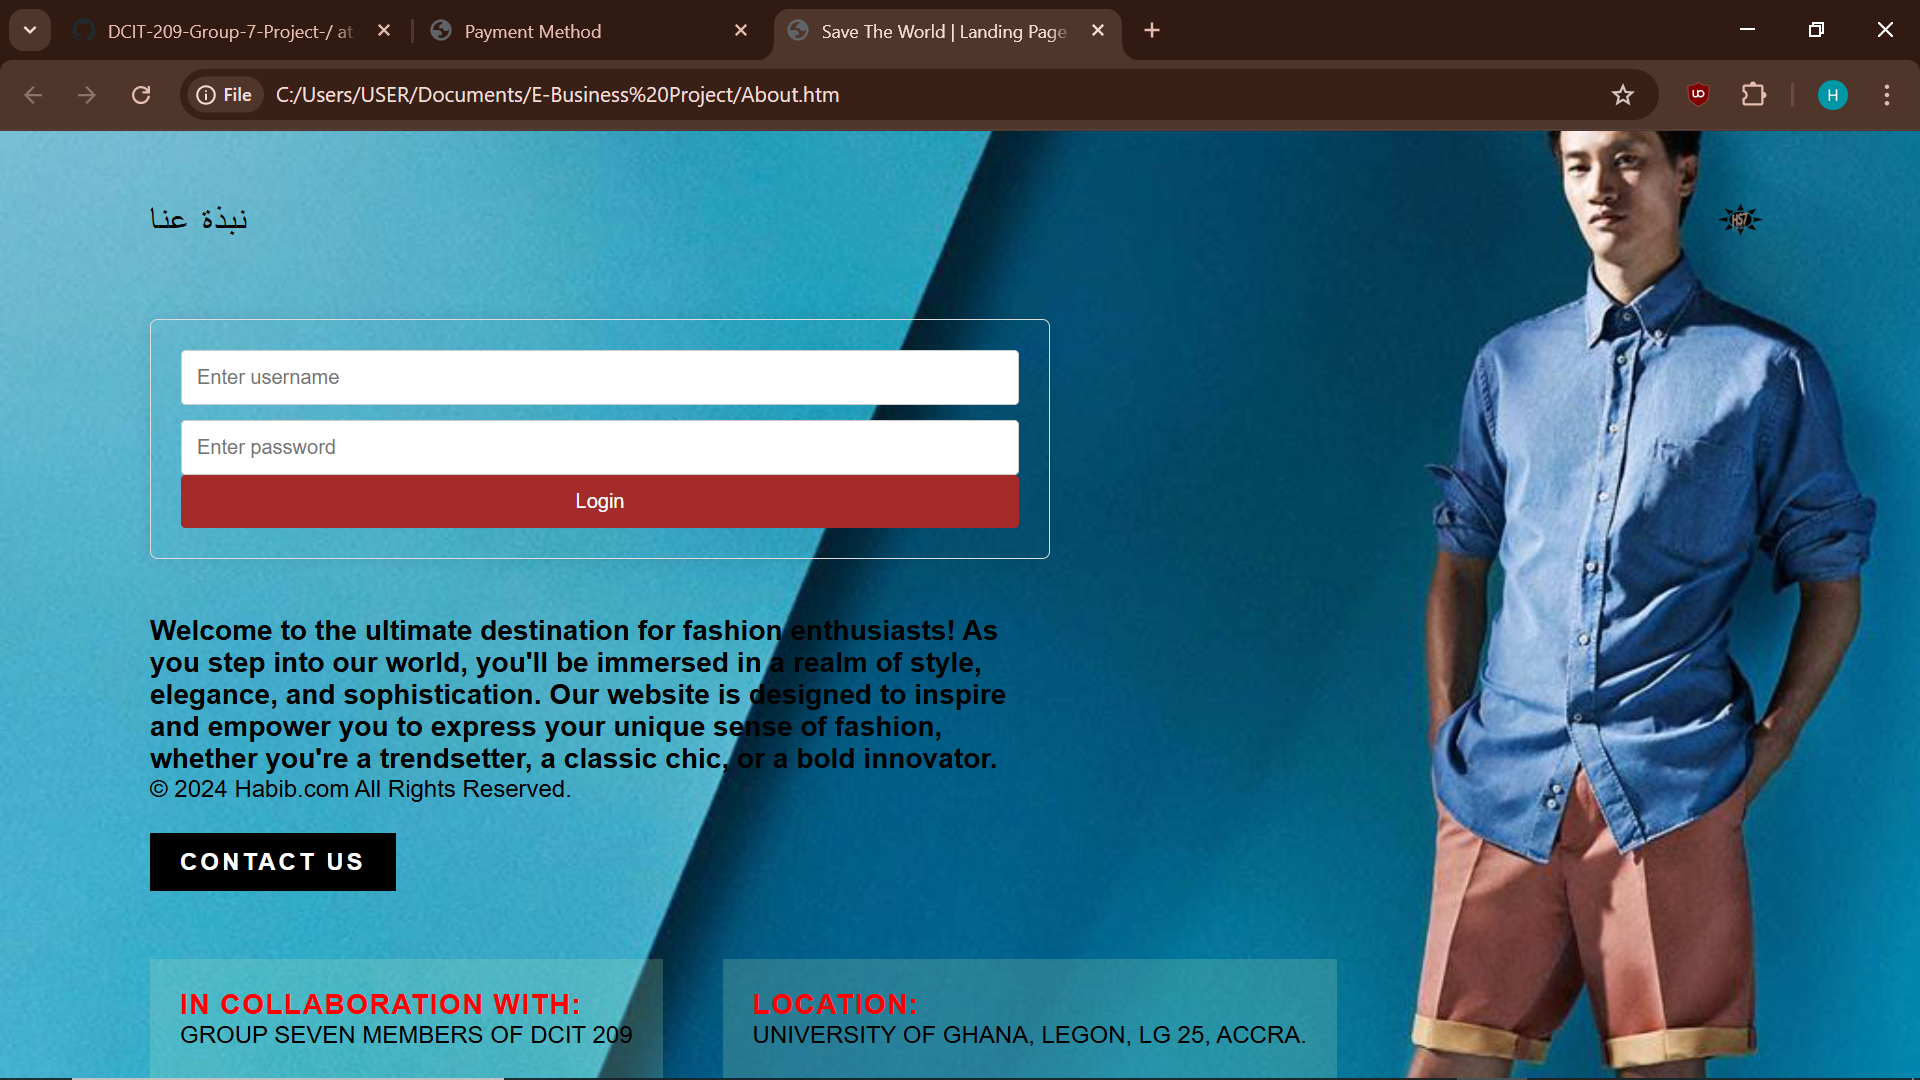 DCIT-209-Group-7-Project-/ at
Payment Method
Save The World | Landing Page
File
C:/Users/USER/Documents/E-Business%20Project/About.htm
H
نبذة عنا
HS7
Enter username
Enter password
Login
Welcome to the ultimate destination for fashion enthusiasts! As
you step into our world, you'll be immersed in a realm of style,
elegance, and sophistication. Our website is designed to inspire
and empower you to express your unique sense of fashion,
whether you're a trendsetter, a classic chic, or a bold innovator.
© 2024 Habib.com All Rights Reserved.
CONTACT US
IN COLLABORATION WITH:
GROUP SEVEN MEMBERS OF DCIT 209
LOCATION:
UNIVERSITY OF GHANA, LEGON, LG 25, ACCRA.